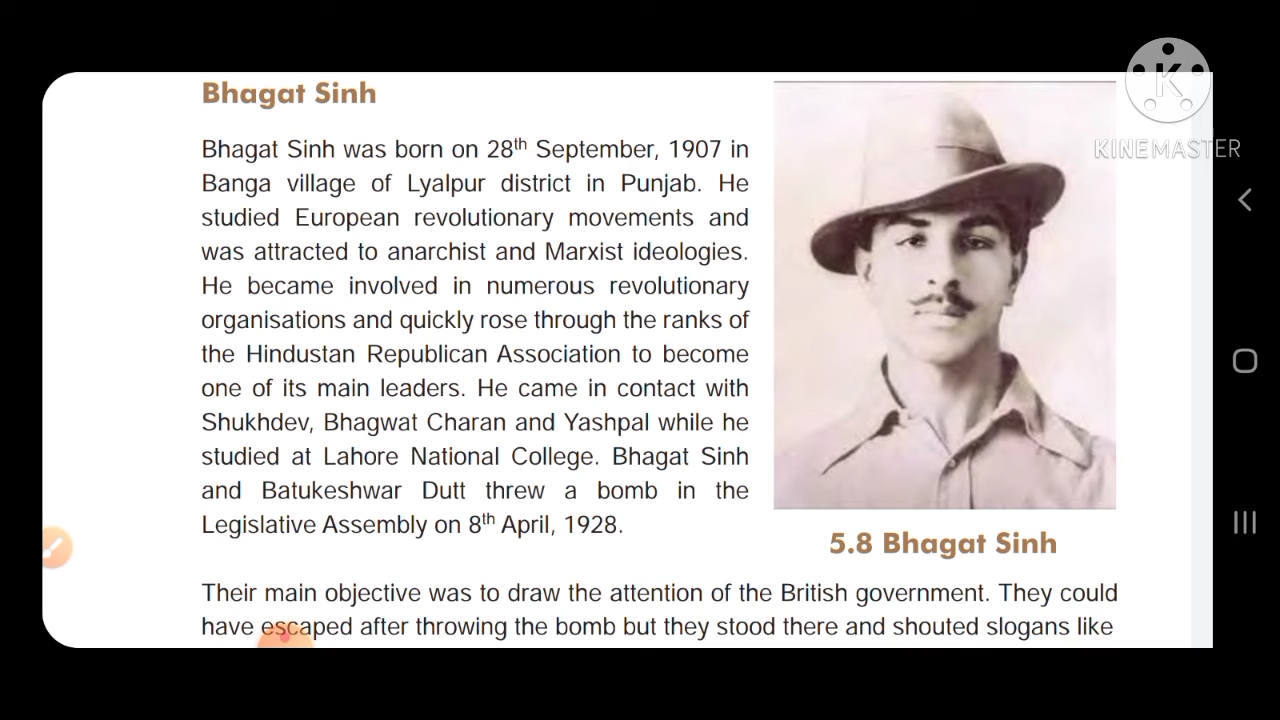 Bhagat Sinh
Bhagat Sinh was born on 28th September, 1907 in
Banga village of Lyalpur district in Punjab. He
studied European revolutionary movements and
was attracted to anarchist and Marxist ideologies.
He became involved in numerous revolutionary
organisations and quickly rose through the ranks of
the Hindustan Republican Association to become
one of its main leaders. He came in contact with
Shukhdev, Bhagwat Charan and Yashpal while he
studied at Lahore National College. Bhagat Sinh
and Batukeshwar Dutt threw a bomb in the
Legislative Assembly on 8th April, 1928.
5.8 Bhagat Sinh
Their main objective was to draw the attention of the British government. They could
have escaped after throwing the bomb but they stood there and shouted slogans like
K
KINEMASTER